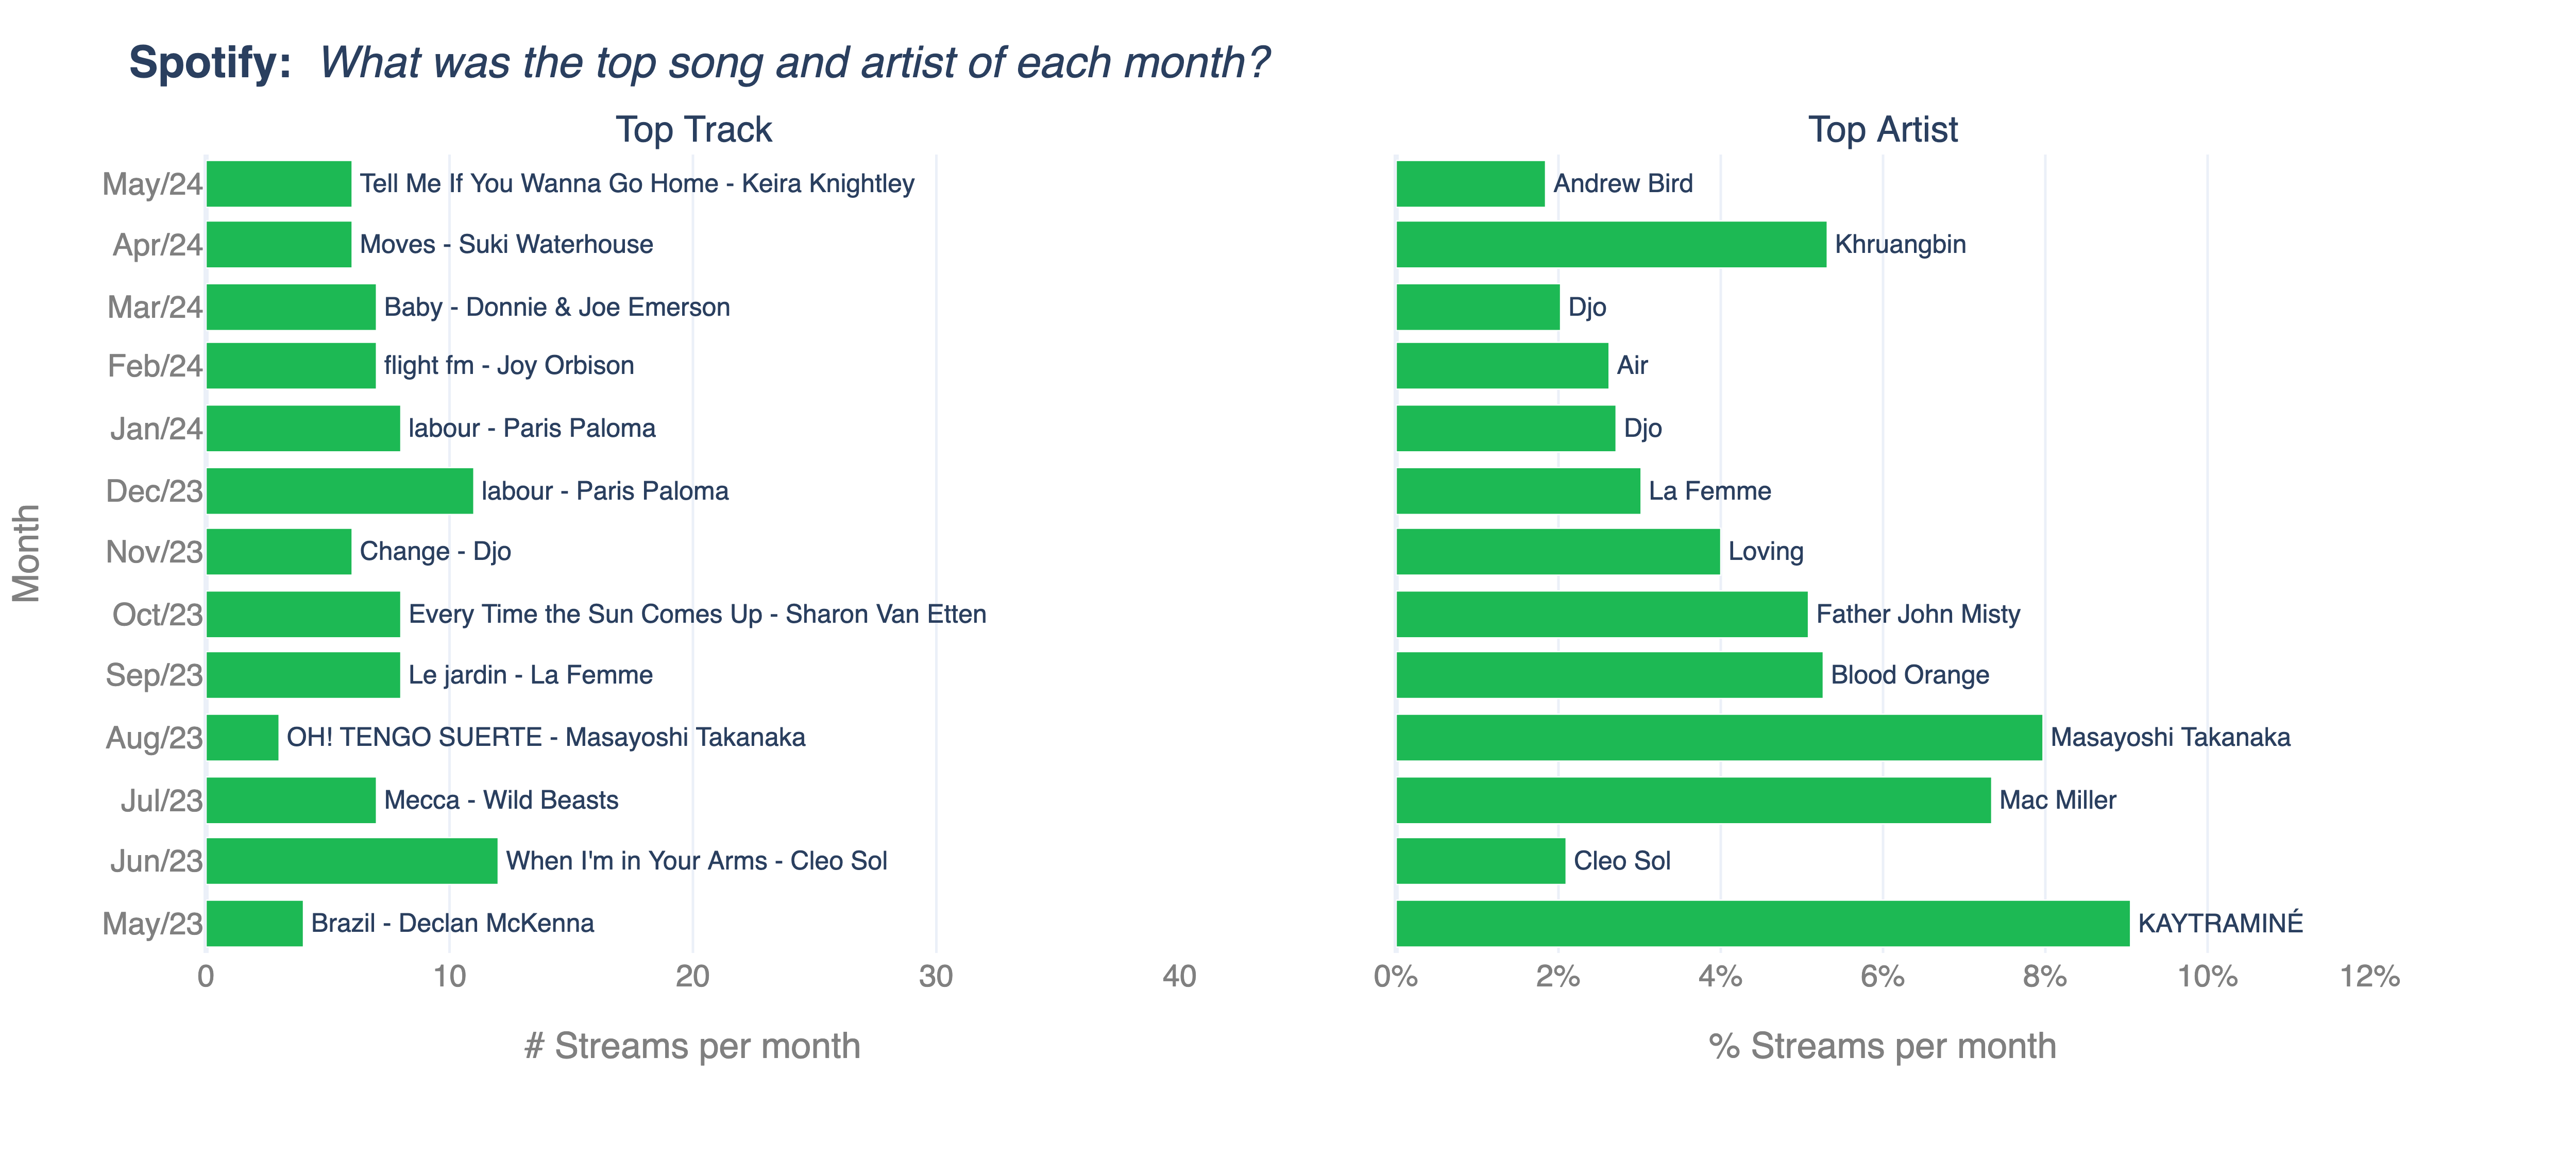 Spotify: What was the top song and artist of each month?
Top Track
Month
May/24 Tell Me If You Wanna Go Home - Keira Knightley
Apr/24 Moves - Suki Waterhouse
Mar/24 Baby - Donnie & Joe Emerson
Feb/24 flight fm - Joy Orbison
Jan/24 labour - Paris Paloma
Dec/23 labour - Paris Paloma
Nov/23 Change - Djo
Oct/23 Every Time the Sun Comes Up - Sharon Van Etten
Sep/23 Le jardin - La Femme
Aug/23 OH! TENGO SUERTE - Masayoshi Takanaka
Jul/23 Mecca - Wild Beasts
Jun/23 When I'm in Your Arms - Cleo Sol
May/23 Brazil - Declan McKenna
0 10 20 30 40
# Streams per month
Top Artist
Andrew Bird
Khruangbin
Djo
Air
Djo
La Femme
Loving
Father John Misty
Blood Orange
Masayoshi Takanaka
Mac Miller
Cleo Sol
KAYTRAMINÉ
0% 2% 4% 6% 8% 10% 12%
% Streams per month